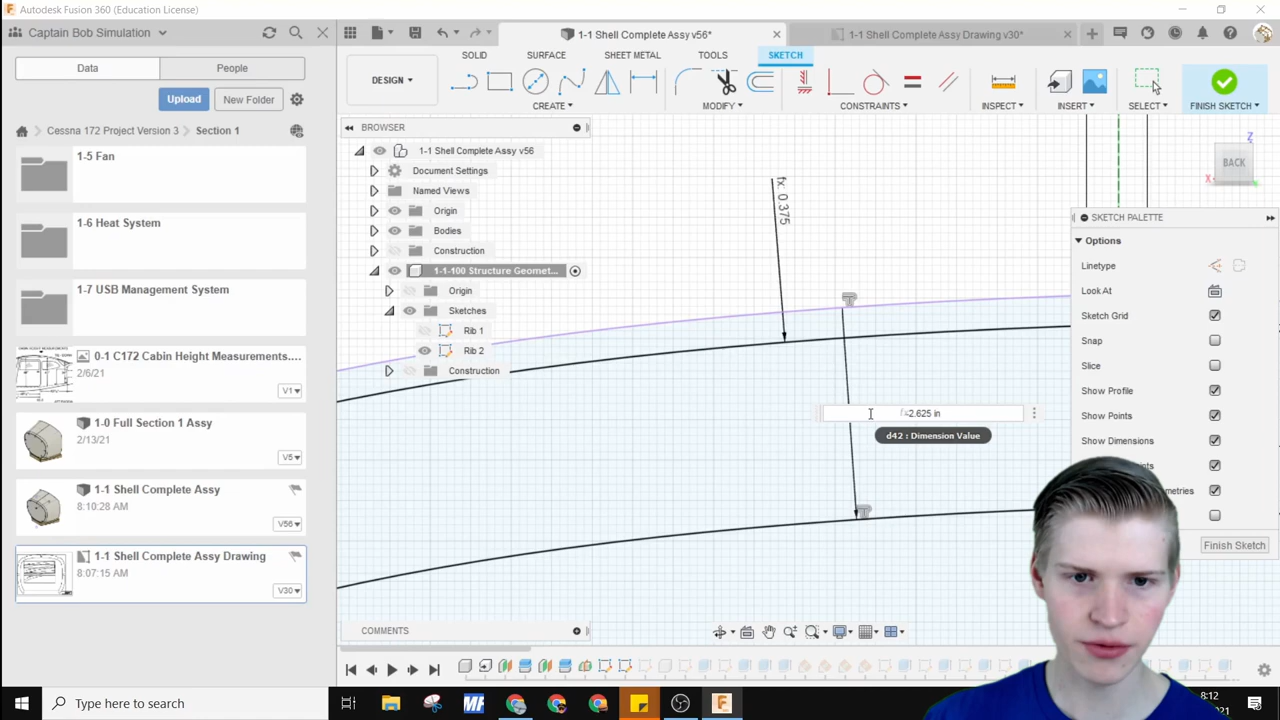 Autodesk Fusion 360 (Education License)
Captain Bob Simulation
1-1 Shell Complete Assy v56*
1-1 Shell Complete Assy Drawing v30*
People
Upload
New Folder
Cessna 172 Project Version 3 > Section 1
1-5 Fan
1-6 Heat System
1-7 USB Management System
0-1 C172 Cabin Height Measurements....
2/6/21
V1
1-0 Full Section 1 Assy
2/13/21
V5
1-1 Shell Complete Assy
8:10:28 AM
V56
1-1 Shell Complete Assy Drawing
8:07:15 AM
V30
DESIGN
SOLID
SURFACE
SHEET METAL
TOOLS
SKETCH
CREATE
MODIFY
CONSTRAINTS
INSPECT
INSERT
SELECT
FINISH SKETCH
BROWSER
1-1 Shell Complete Assy v56
Document Settings
Named Views
Origin
Bodies
Construction
1-1-100 Structure Geomet...
Origin
Sketches
Rib 1
Rib 2
Construction
fx: 0.375
2.625 in
d42 : Dimension Value
BACK
Z
X
SKETCH PALETTE
Options
Linetype
Look At
Sketch Grid
Snap
Slice
Show Profile
Show Points
Show Dimensions
Finish Sketch
COMMENTS
Type here to search
8:12